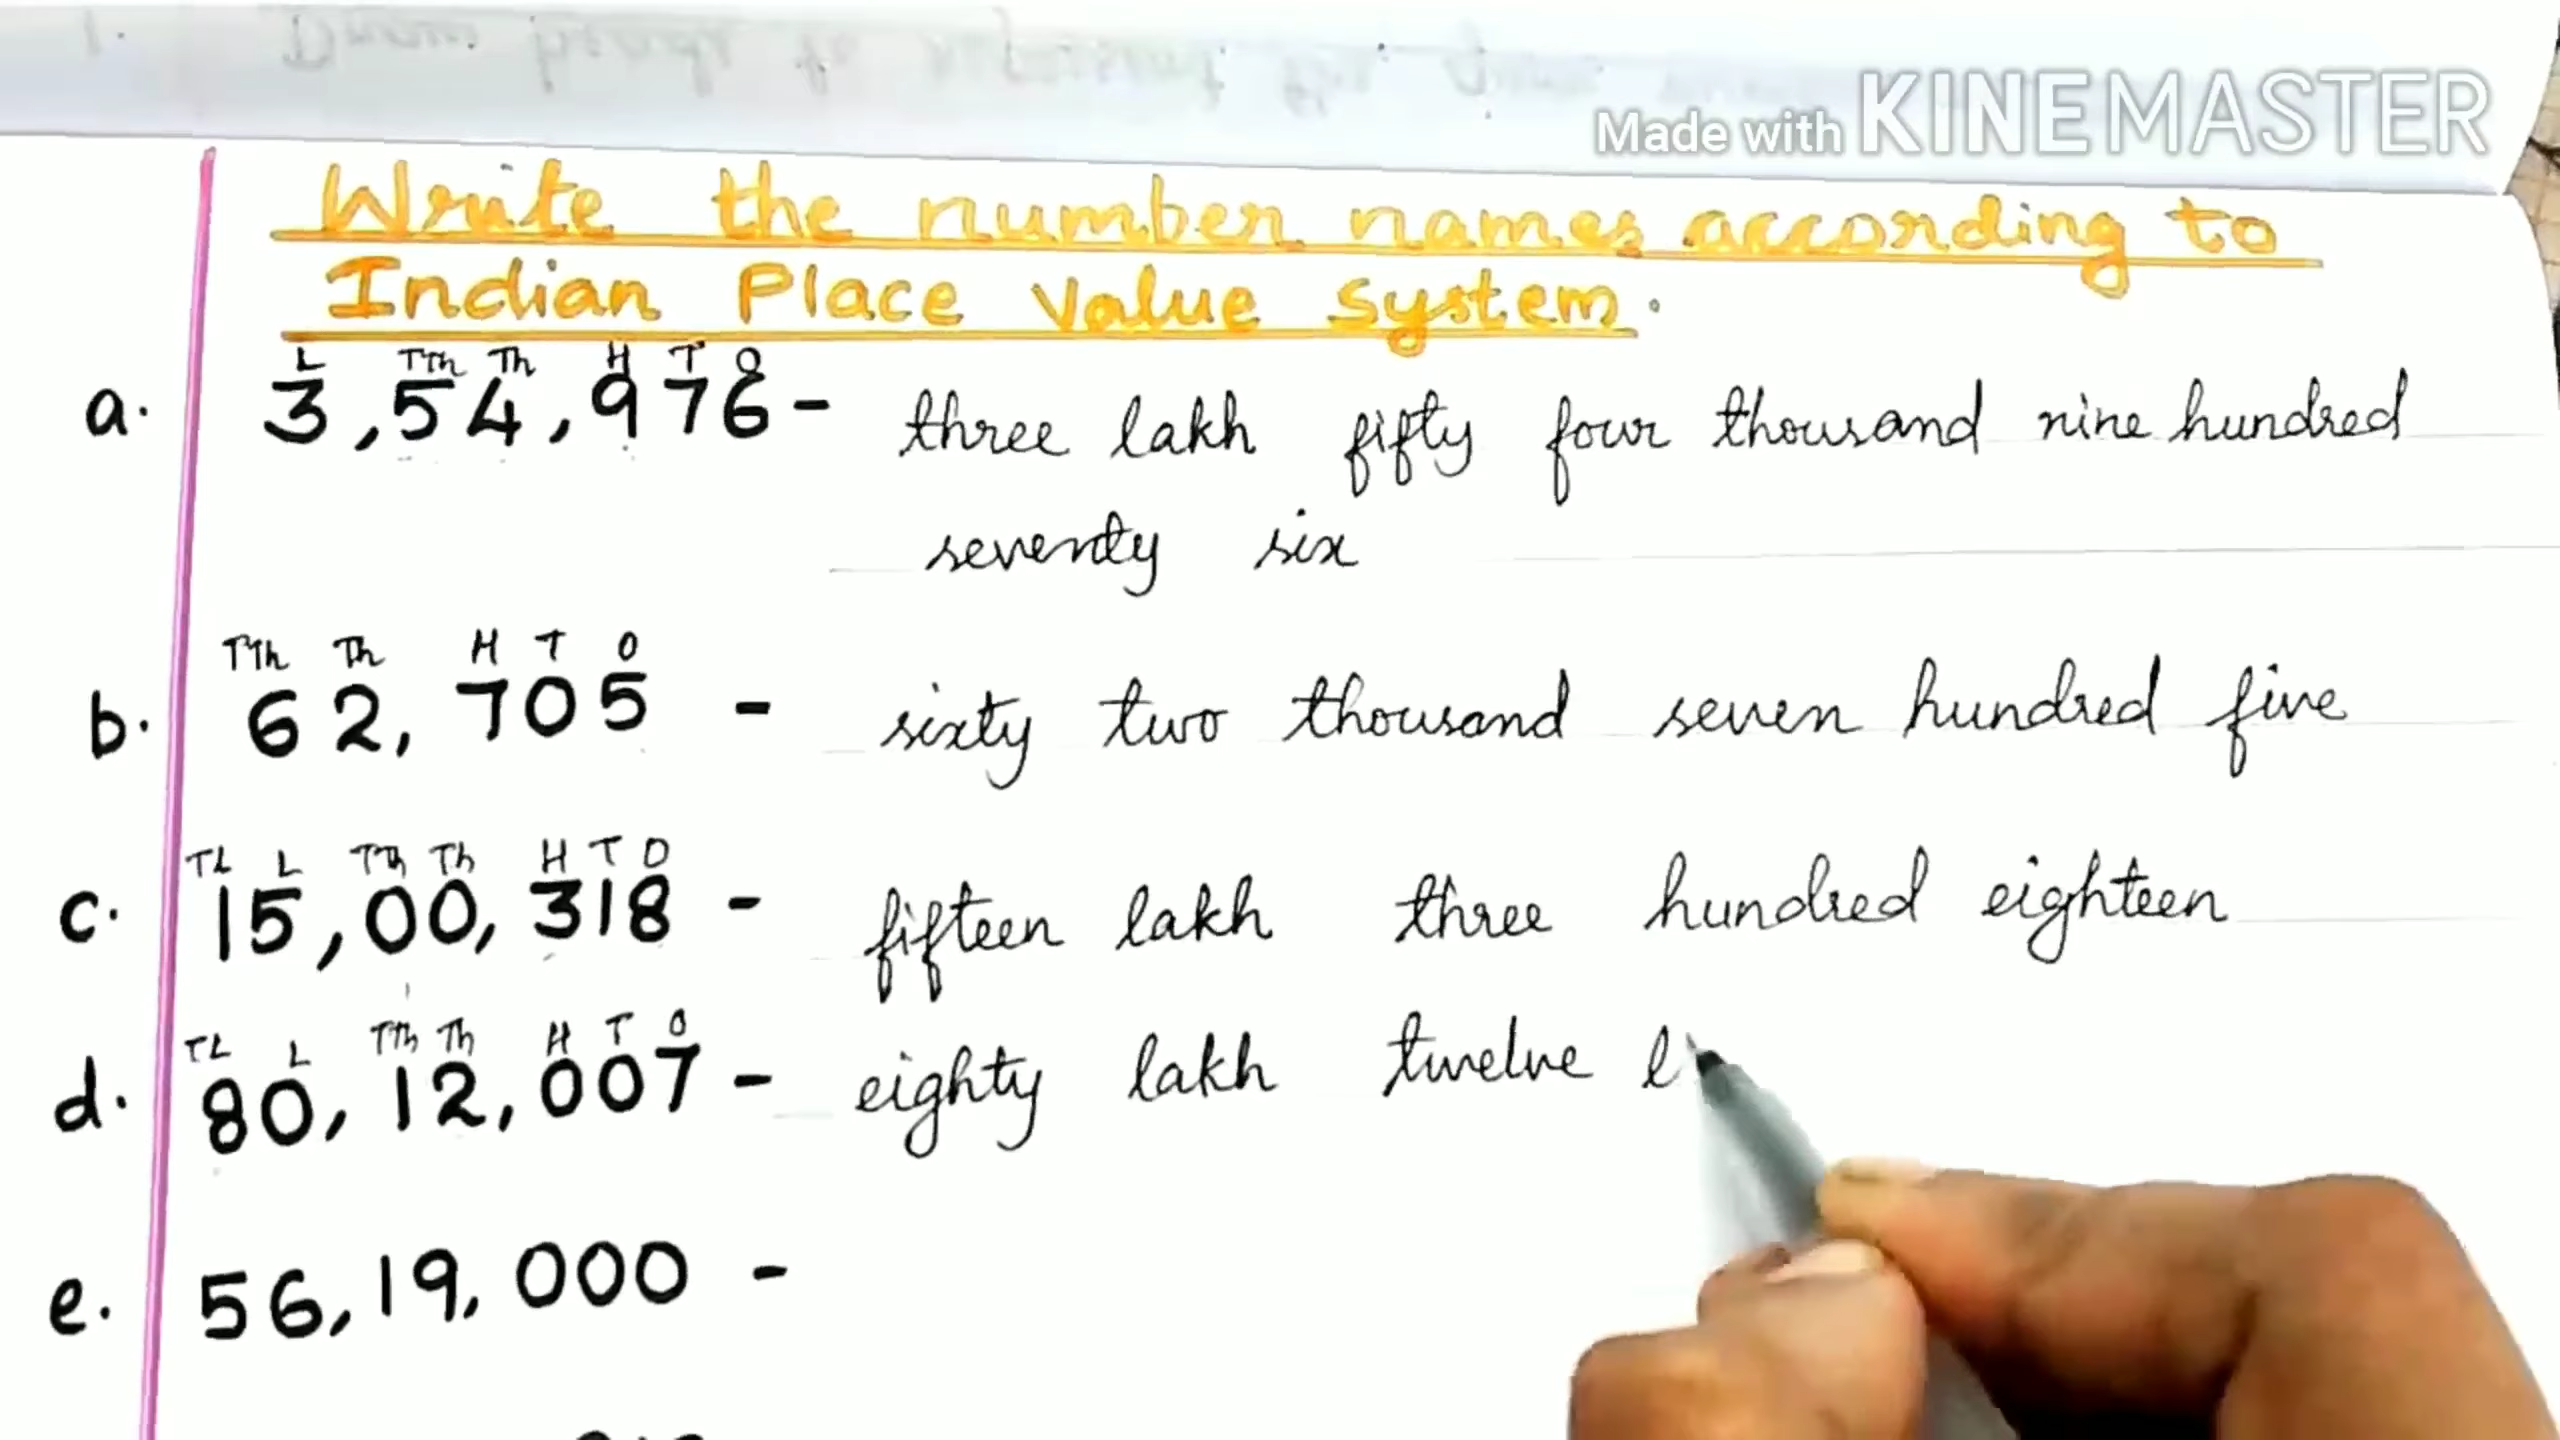 Made with KINEMASTER
Write the number names according to
Indian Place Value System.
L TTh Th H T O
a. 3,54,976 - three lakh fifty four thousand nine hundred
seventy six
TTh Th H T O
b. 62,705 - sixty two thousand seven hundred five
TL L TTh Th H T O
c. 15,00,318 - fifteen lakh three hundred eighteen
TL L TTh Th H T O
d. 80,12,007 - eighty lakh twelve
e. 56,19,000 -